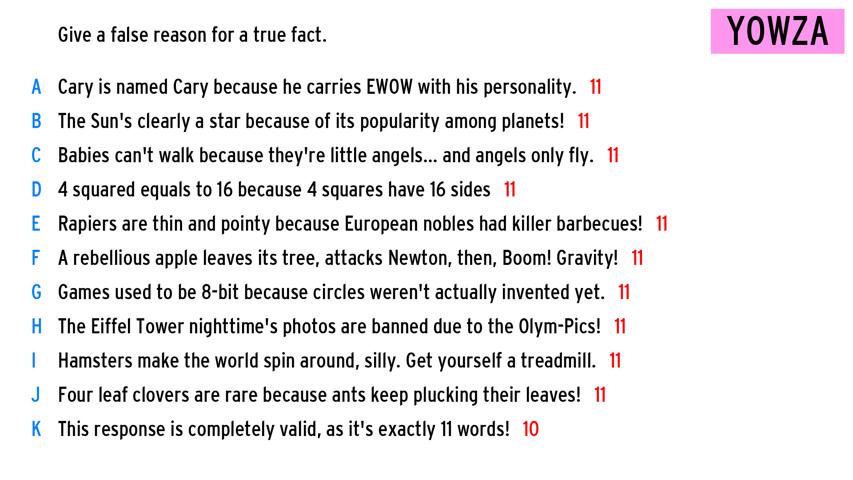 Give a false reason for a true fact.
YOWZA
A Cary is named Cary because he carries EWOW with his personality. 11
B The Sun's clearly a star because of its popularity among planets! 11
C Babies can't walk because they're little angels... and angels only fly. 11
D 4 squared equals to 16 because 4 squares have 16 sides 11
E Rapiers are thin and pointy because European nobles had killer barbecues! 11
F A rebellious apple leaves its tree, attacks Newton, then, Boom! Gravity! 11
G Games used to be 8-bit because circles weren't actually invented yet. 11
H The Eiffel Tower nighttime's photos are banned due to the Olym-Pics! 11
I Hamsters make the world spin around, silly. Get yourself a treadmill. 11
J Four leaf clovers are rare because ants keep plucking their leaves! 11
K This response is completely valid, as it's exactly 11 words! 10